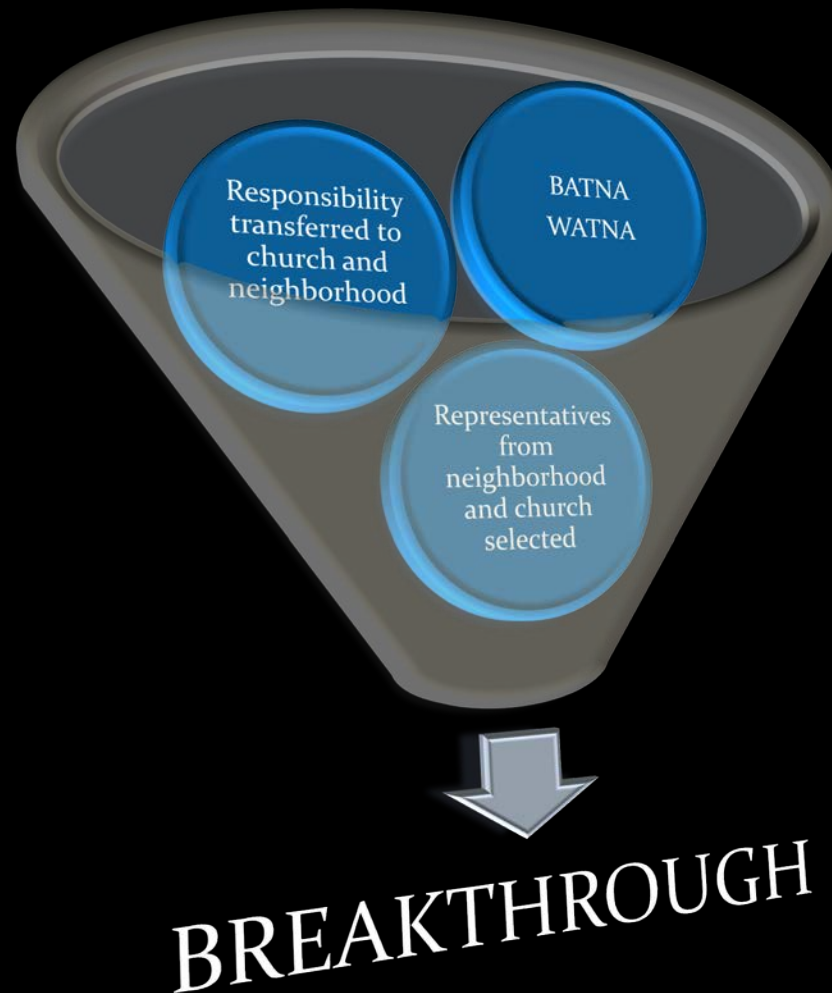 Responsibility
transferred to
church and
neighborhood
BATNA
WATNA
Representatives
from
neighborhood
and church
selected
BREAKTHROUGH